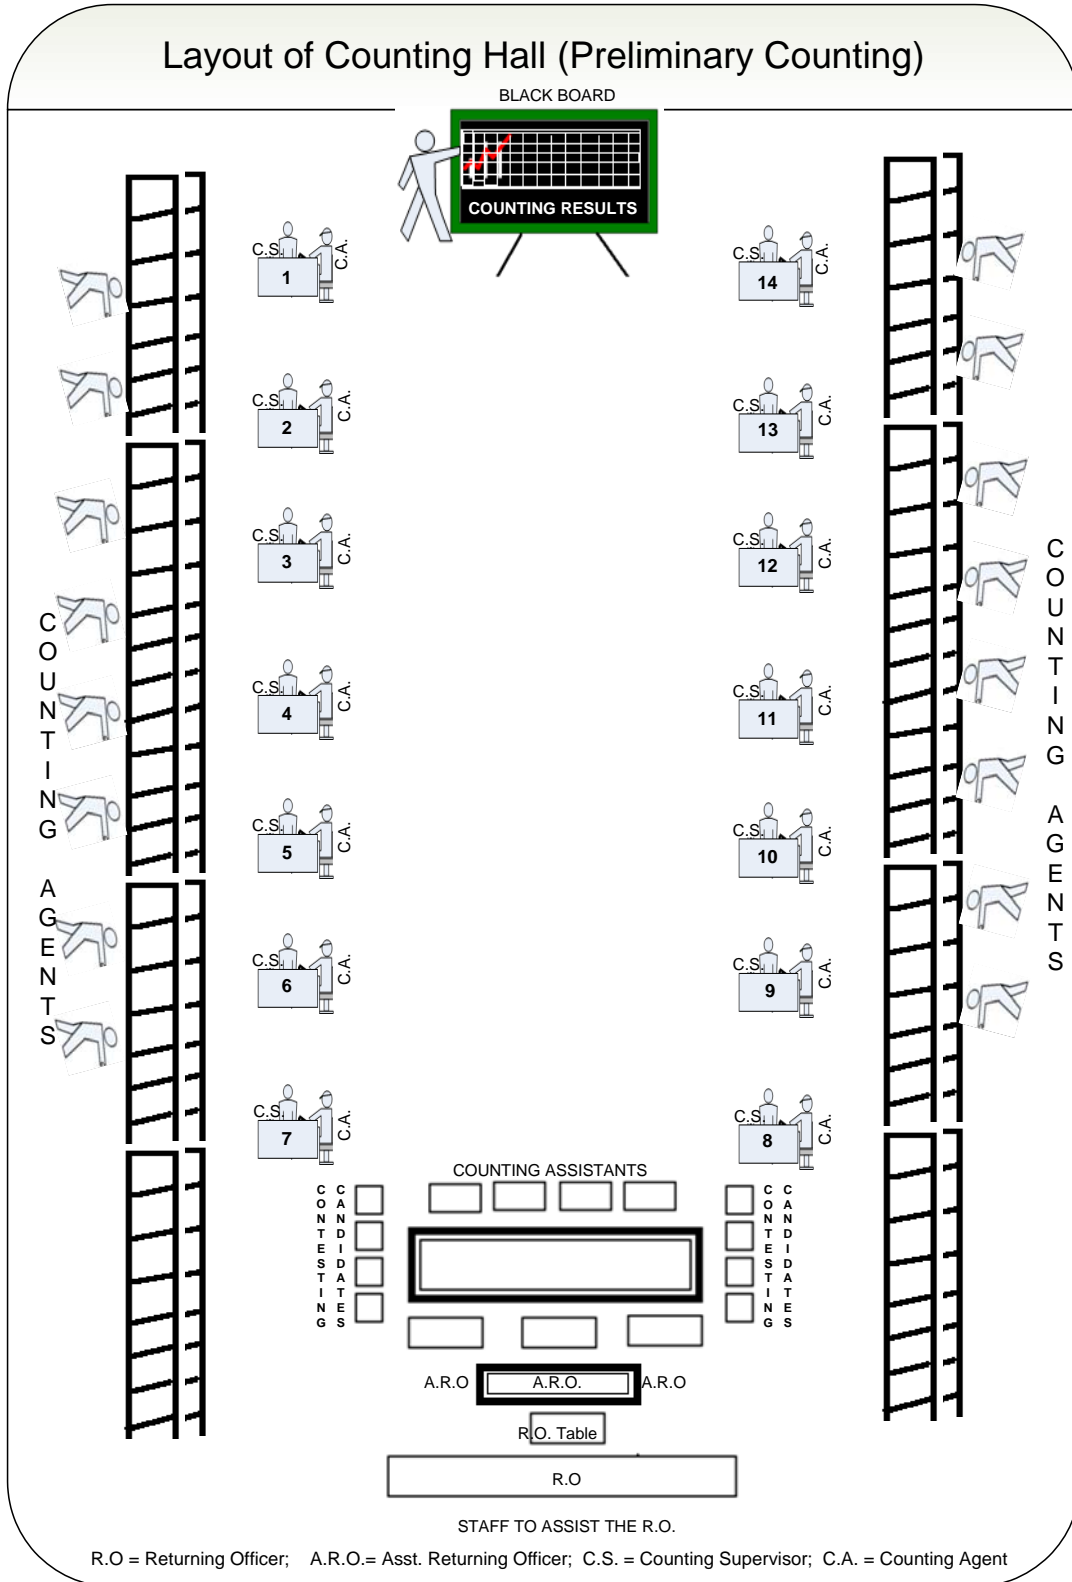 Layout of Counting Hall (Preliminary Counting)
BLACK BOARD
COUNTING RESULTS
C.S. 1 C.A.
C.S. 14 C.A.
C.S. 2 C.A.
C.S. 13 C.A.
C.S. 3 C.A.
C.S. 12 C.A.
C.S. 4 C.A.
C.S. 11 C.A.
C.S. 5 C.A.
C.S. 10 C.A.
C.S. 6 C.A.
C.S. 9 C.A.
C.S. 7 C.A.
C.S. 8 C.A.
COUNTING AGENTS
COUNTING AGENTS
COUNTING ASSISTANTS
CONTESTING
CANDIDATES
CONTESTING
CANDIDATES
A.R.O A.R.O. A.R.O
R.O. Table
R.O
STAFF TO ASSIST THE R.O.
R.O = Returning Officer; A.R.O.= Asst. Returning Officer; C.S. = Counting Supervisor; C.A. = Counting Agent